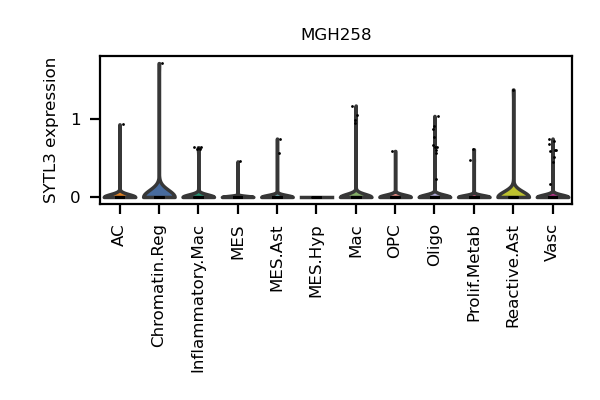 MGH258
SYTL3 expression
1
0
AC
Chromatin.Reg
Inflammatory.Mac
MES
MES.Ast
MES.Hyp
Mac
OPC
Oligo
Prolif.Metab
Reactive.Ast
Vasc